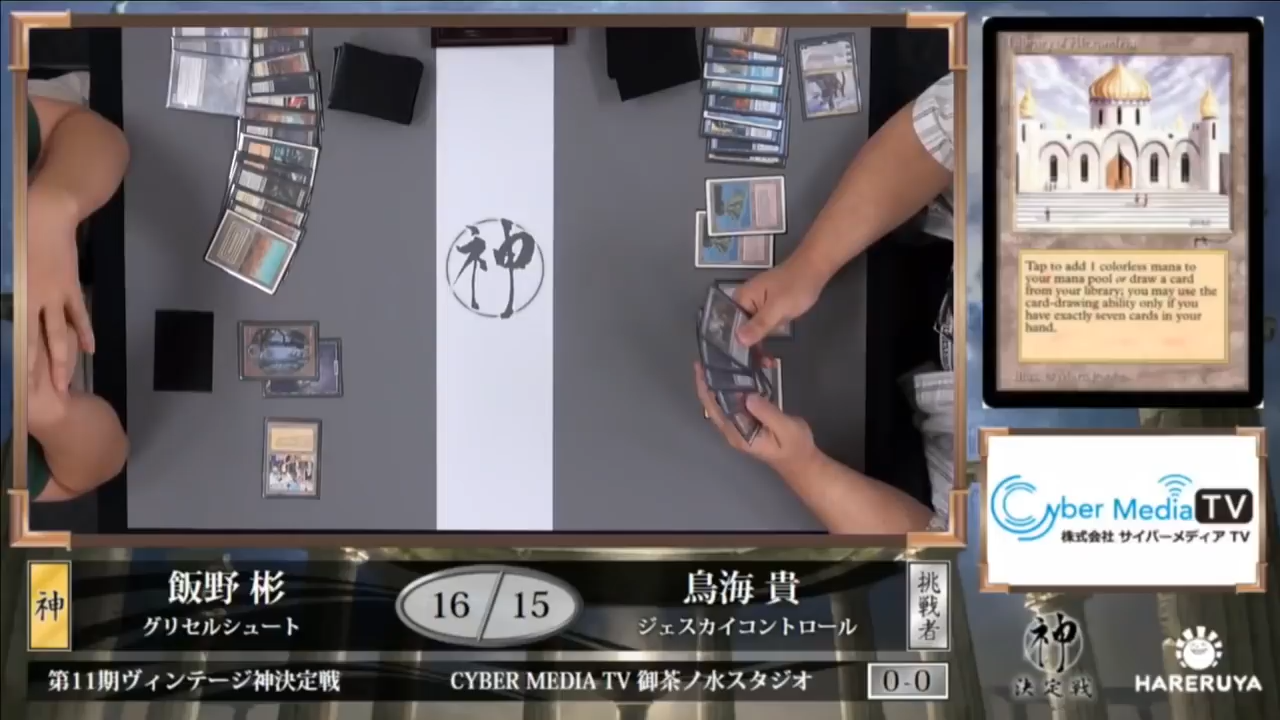 Library of Alexandria
Tap to add 1 colorless mana to
your mana pool or draw a card
from your library; you may use the
card-drawing ability only if you
have exactly seven cards in your
hand.
神
Cyber Media TV
株式会社 サイバーメディア TV
神
飯野 彬
グリセルシュート
16 / 15
鳥海 貴
ジェスカイコントロール
挑戦者
第11期ヴィンテージ神決定戦
CYBER MEDIA TV 御茶ノ水スタジオ
0-0
神
決定戦
HARERUYA